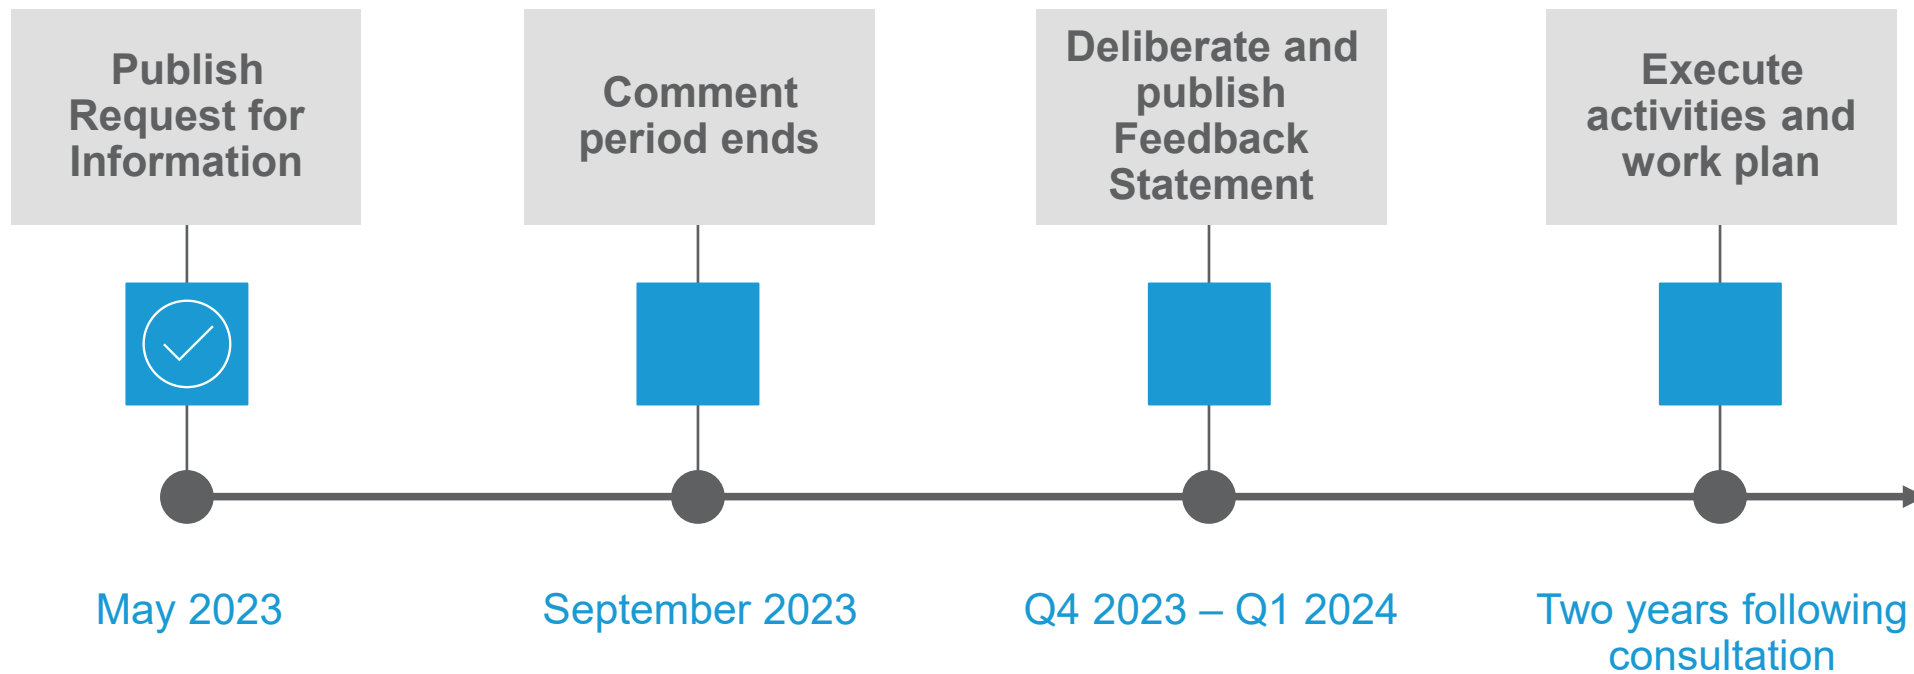 Publish
Request for
Information
Comment
period ends
Deliberate and
publish
Feedback
Statement
Execute
activities and
work plan
May 2023
September 2023
Q4 2023 – Q1 2024
Two years following
consultation